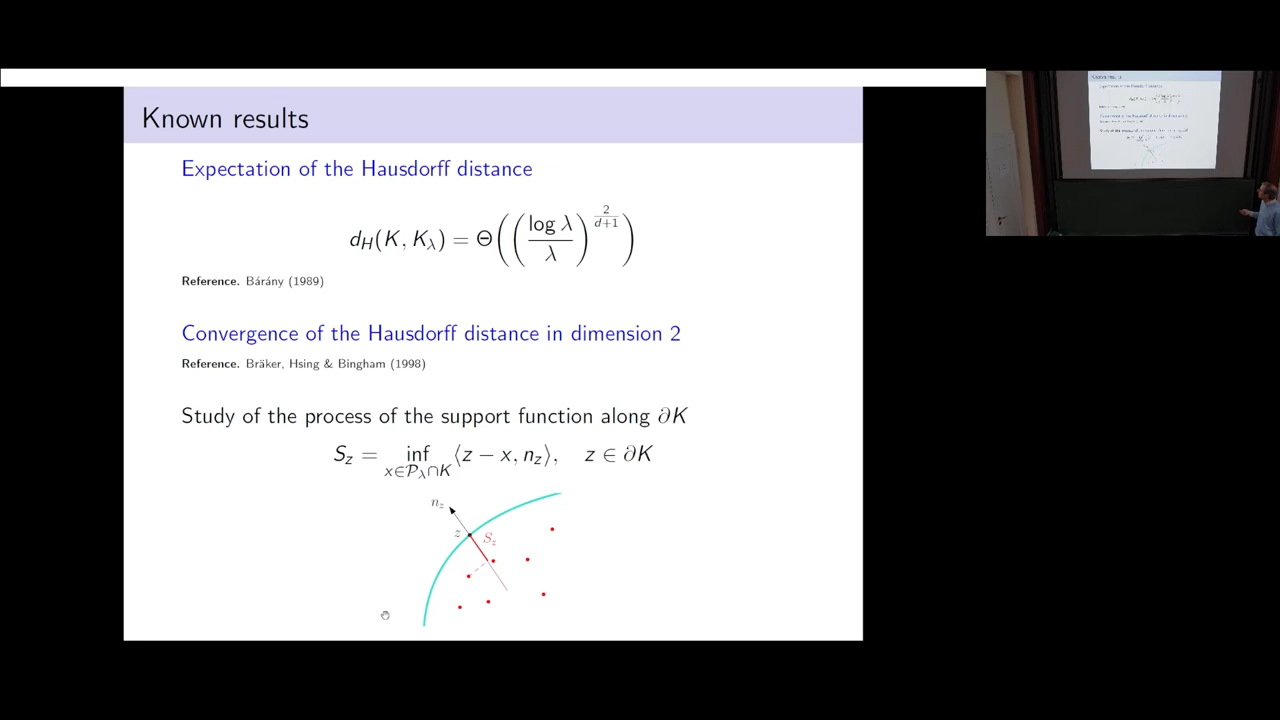 Known results
Expectation of the Hausdorff distance
d_H(K, K_λ) = Θ((log λ / λ)^{2/(d+1)})
Reference. Bárány (1989)
Convergence of the Hausdorff distance in dimension 2
Reference. Bräker, Hsing & Bingham (1998)
Study of the process of the support function along ∂K
S_z = inf_{x∈𝒫_λ∩K} ⟨z − x, n_z⟩, z ∈ ∂K
n_z
z
S_z